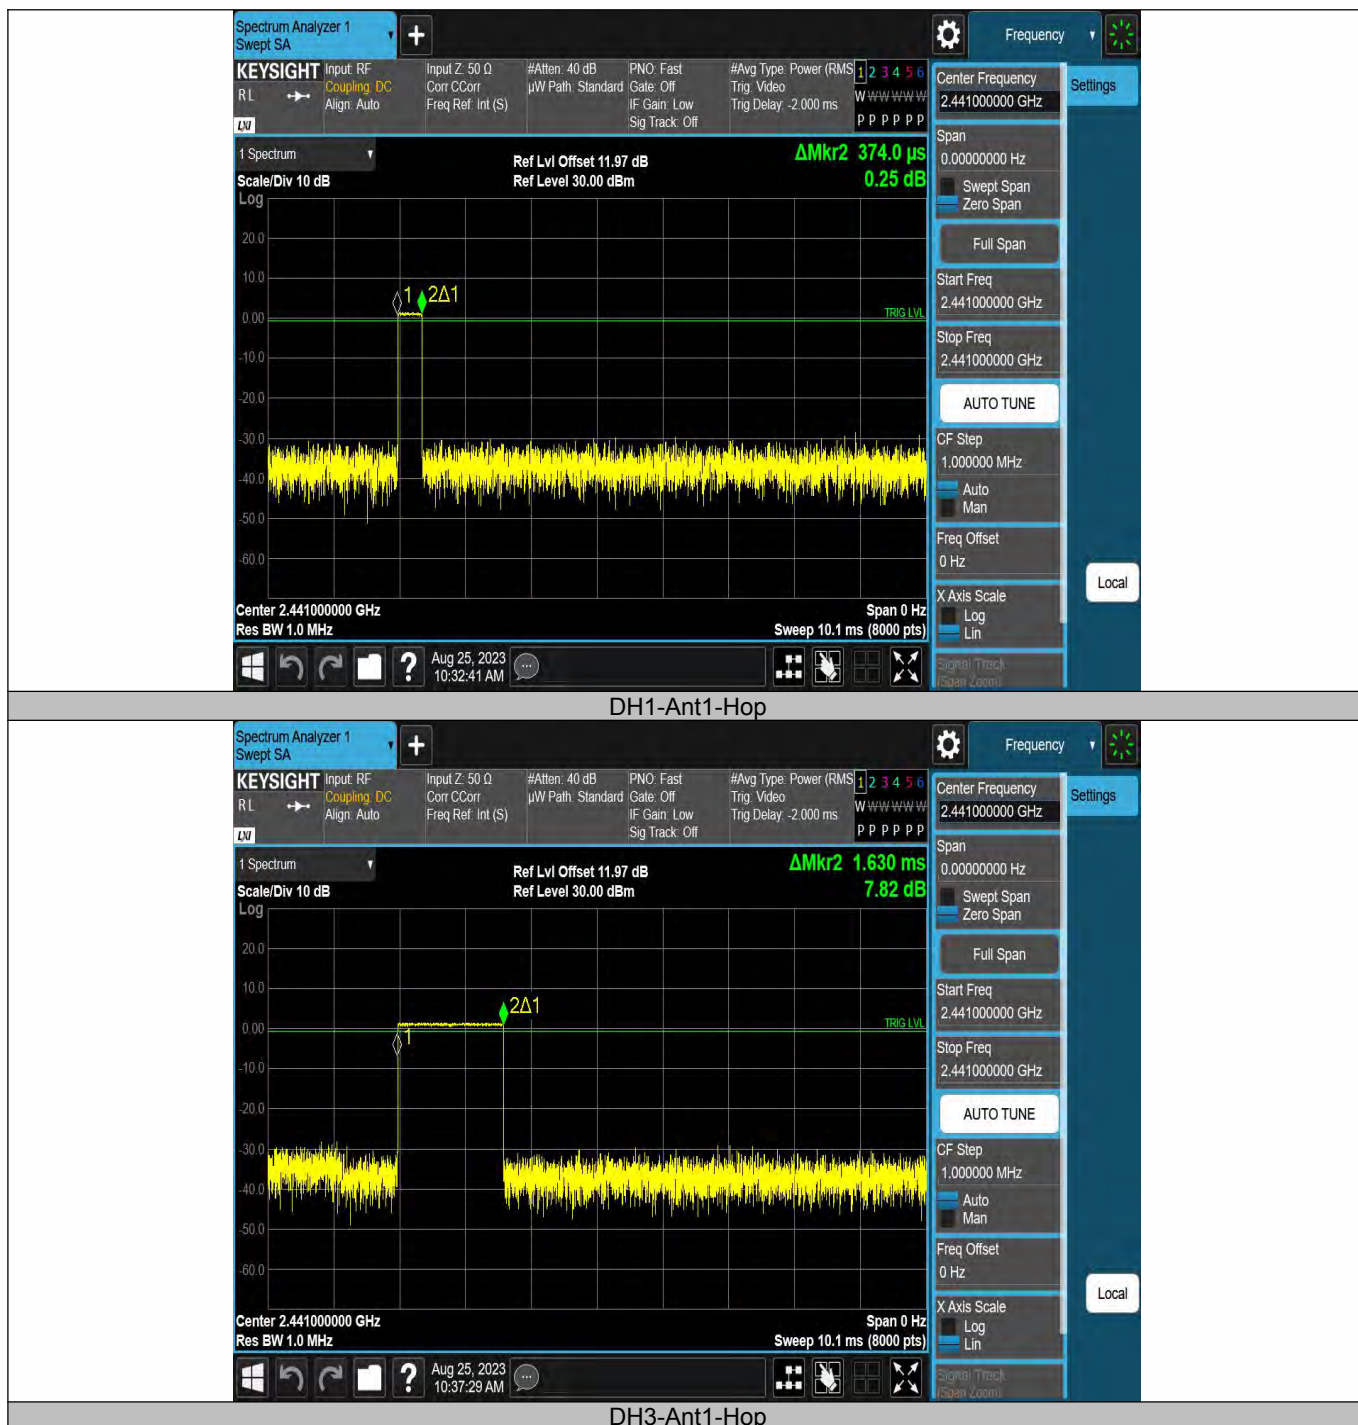 Spectrum Analyzer 1
Swept SA
+
Frequency
KEYSIGHT
RL
LXI
Input: RF
Coupling: DC
Align: Auto
Input Z: 50 Ω
Corr CCorr
Freq Ref: Int (S)
#Atten: 40 dB
µW Path: Standard
PNO: Fast
Gate: Off
IF Gain: Low
Sig Track: Off
#Avg Type: Power (RMS
Trig: Video
Trig Delay: -2.000 ms
1 2 3 4 5 6
W W W W W W
P P P P P P
Center Frequency
2.441000000 GHz
Settings
1 Spectrum
Scale/Div 10 dB
Ref Lvl Offset 11.97 dB
Ref Level 30.00 dBm
ΔMkr2 374.0 µs
0.25 dB
Span
0.00000000 Hz
Swept Span
Zero Span
Full Span
Start Freq
2.441000000 GHz
Stop Freq
2.441000000 GHz
AUTO TUNE
CF Step
1.000000 MHz
Auto
Man
Freq Offset
0 Hz
X Axis Scale
Log
Lin
Signal Track
(Span Zoom)
Local
Log
20.0
10.0
0.00
-10.0
-20.0
-30.0
-40.0
-50.0
-60.0
1
2Δ1
TRIG LVL
Center 2.441000000 GHz
Res BW 1.0 MHz
Span 0 Hz
Sweep 10.1 ms (8000 pts)
?
Aug 25, 2023
10:32:41 AM
DH1-Ant1-Hop
Spectrum Analyzer 1
Swept SA
+
Frequency
KEYSIGHT
RL
LXI
Input: RF
Coupling: DC
Align: Auto
Input Z: 50 Ω
Corr CCorr
Freq Ref: Int (S)
#Atten: 40 dB
µW Path: Standard
PNO: Fast
Gate: Off
IF Gain: Low
Sig Track: Off
#Avg Type: Power (RMS
Trig: Video
Trig Delay: -2.000 ms
1 2 3 4 5 6
W W W W W W
P P P P P P
Center Frequency
2.441000000 GHz
Settings
1 Spectrum
Scale/Div 10 dB
Ref Lvl Offset 11.97 dB
Ref Level 30.00 dBm
ΔMkr2 1.630 ms
7.82 dB
Span
0.00000000 Hz
Swept Span
Zero Span
Full Span
Start Freq
2.441000000 GHz
Stop Freq
2.441000000 GHz
AUTO TUNE
CF Step
1.000000 MHz
Auto
Man
Freq Offset
0 Hz
X Axis Scale
Log
Lin
Signal Track
(Span Zoom)
Local
Log
20.0
10.0
0.00
-10.0
-20.0
-30.0
-40.0
-50.0
-60.0
1
2Δ1
TRIG LVL
Center 2.441000000 GHz
Res BW 1.0 MHz
Span 0 Hz
Sweep 10.1 ms (8000 pts)
?
Aug 25, 2023
10:37:29 AM
DH3-Ant1-Hop